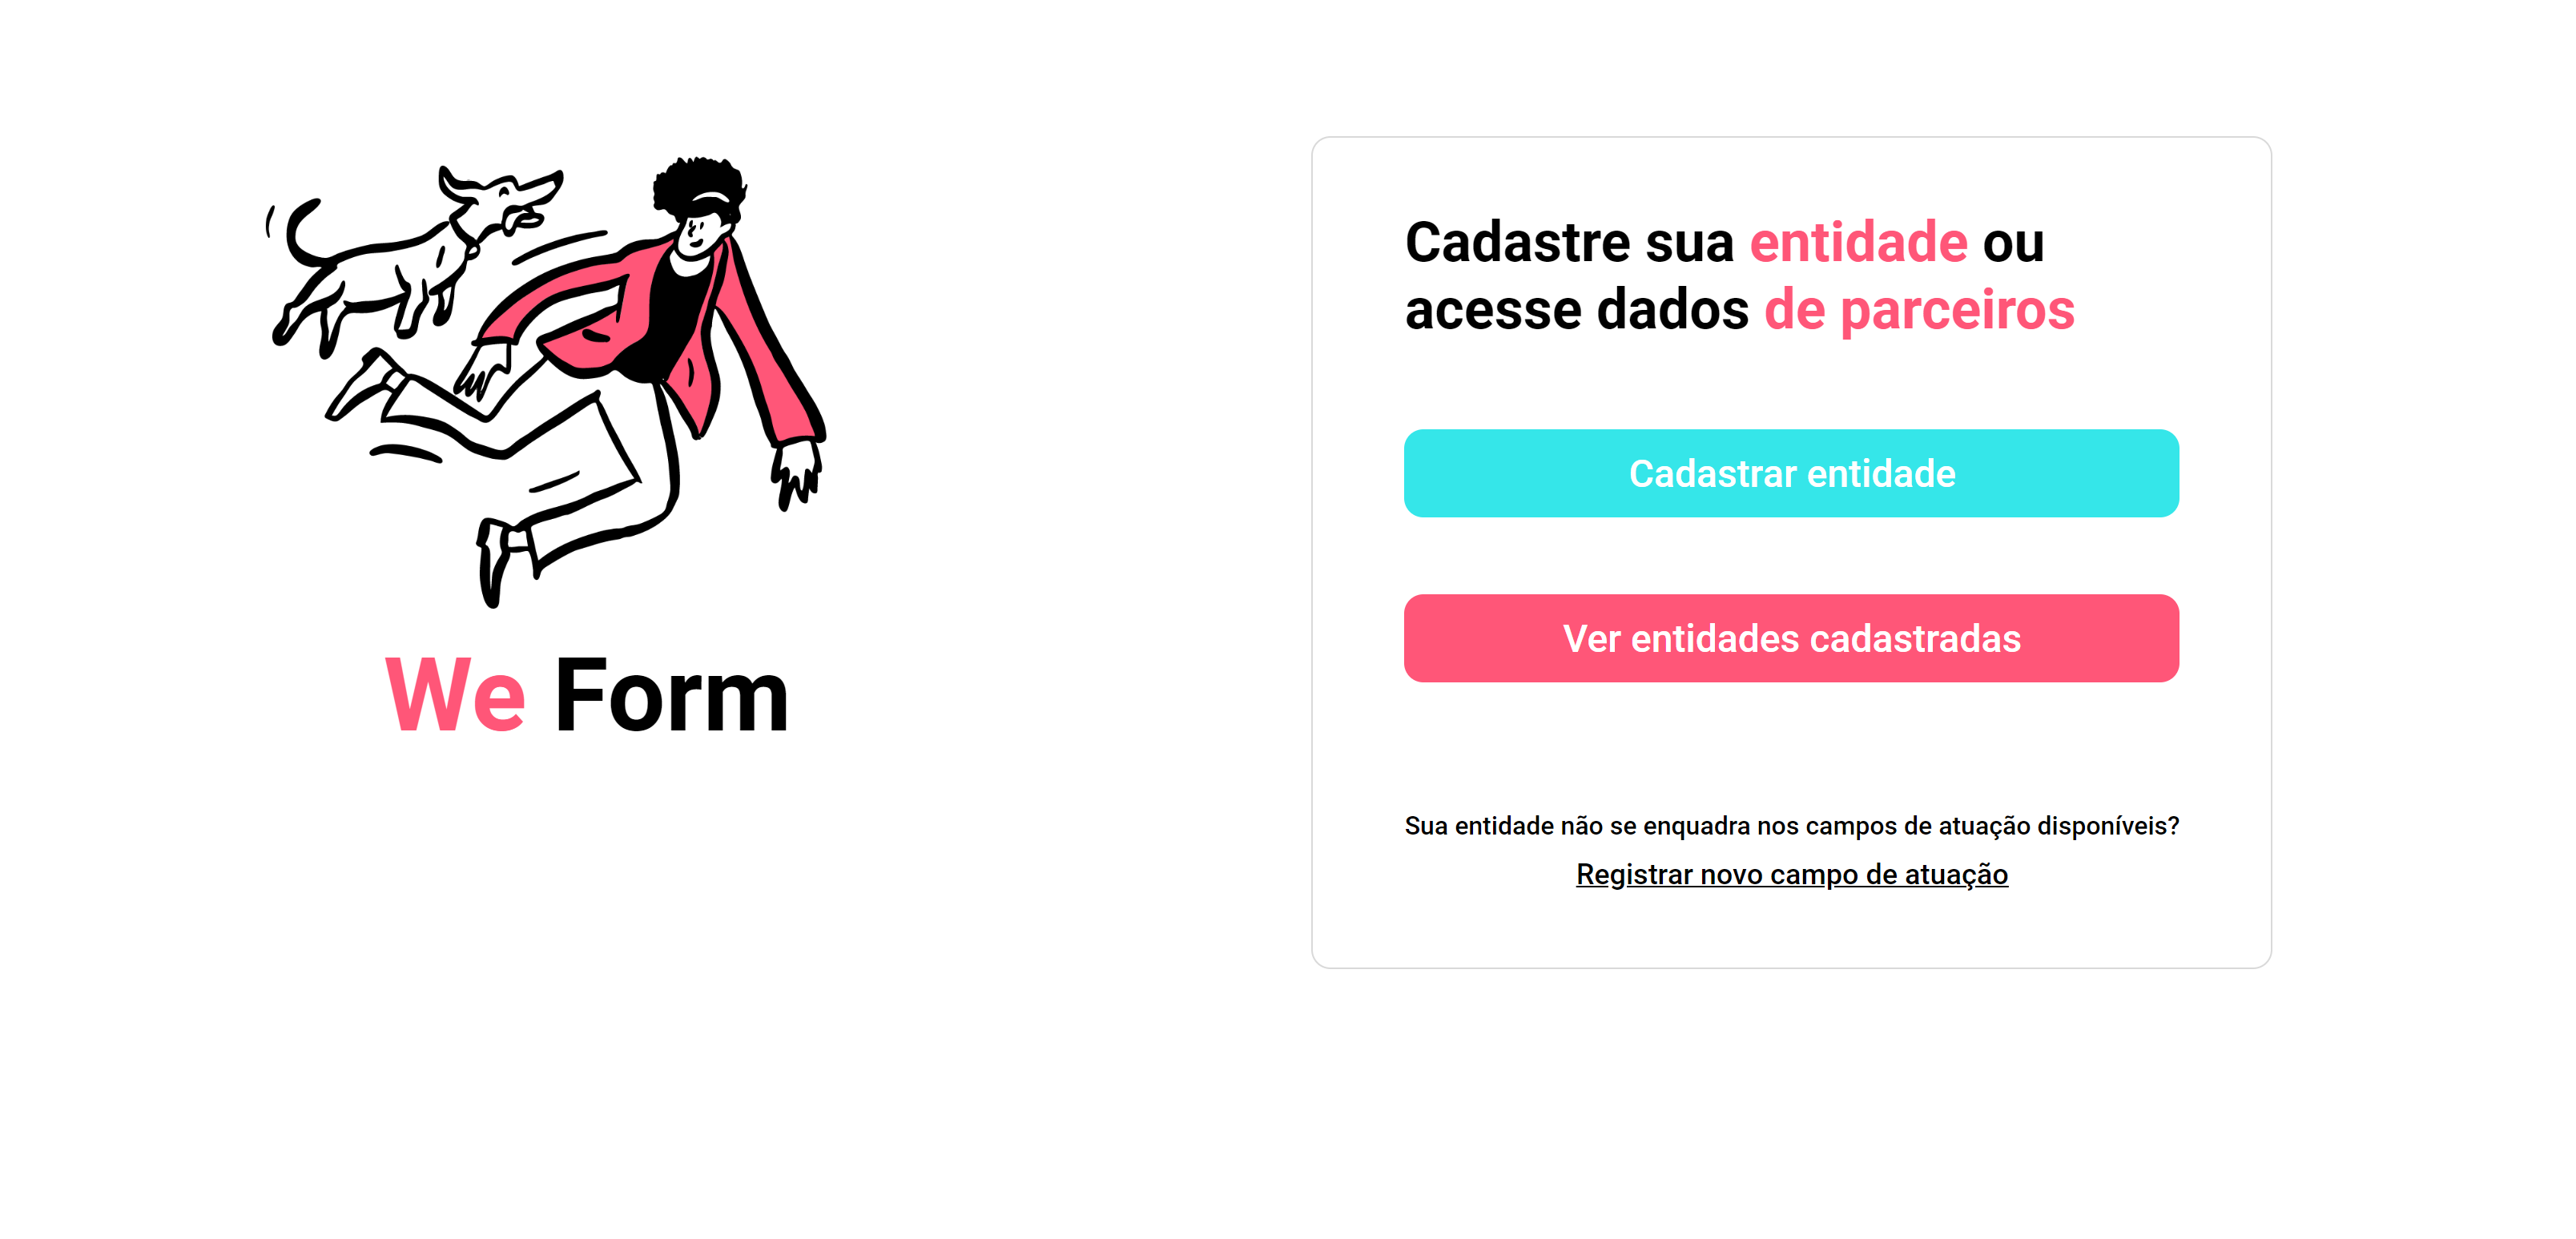 We Form
Cadastre sua entidade ou
acesse dados de parceiros
Cadastrar entidade
Ver entidades cadastradas
Sua entidade não se enquadra nos campos de atuação disponíveis?
Registrar novo campo de atuação